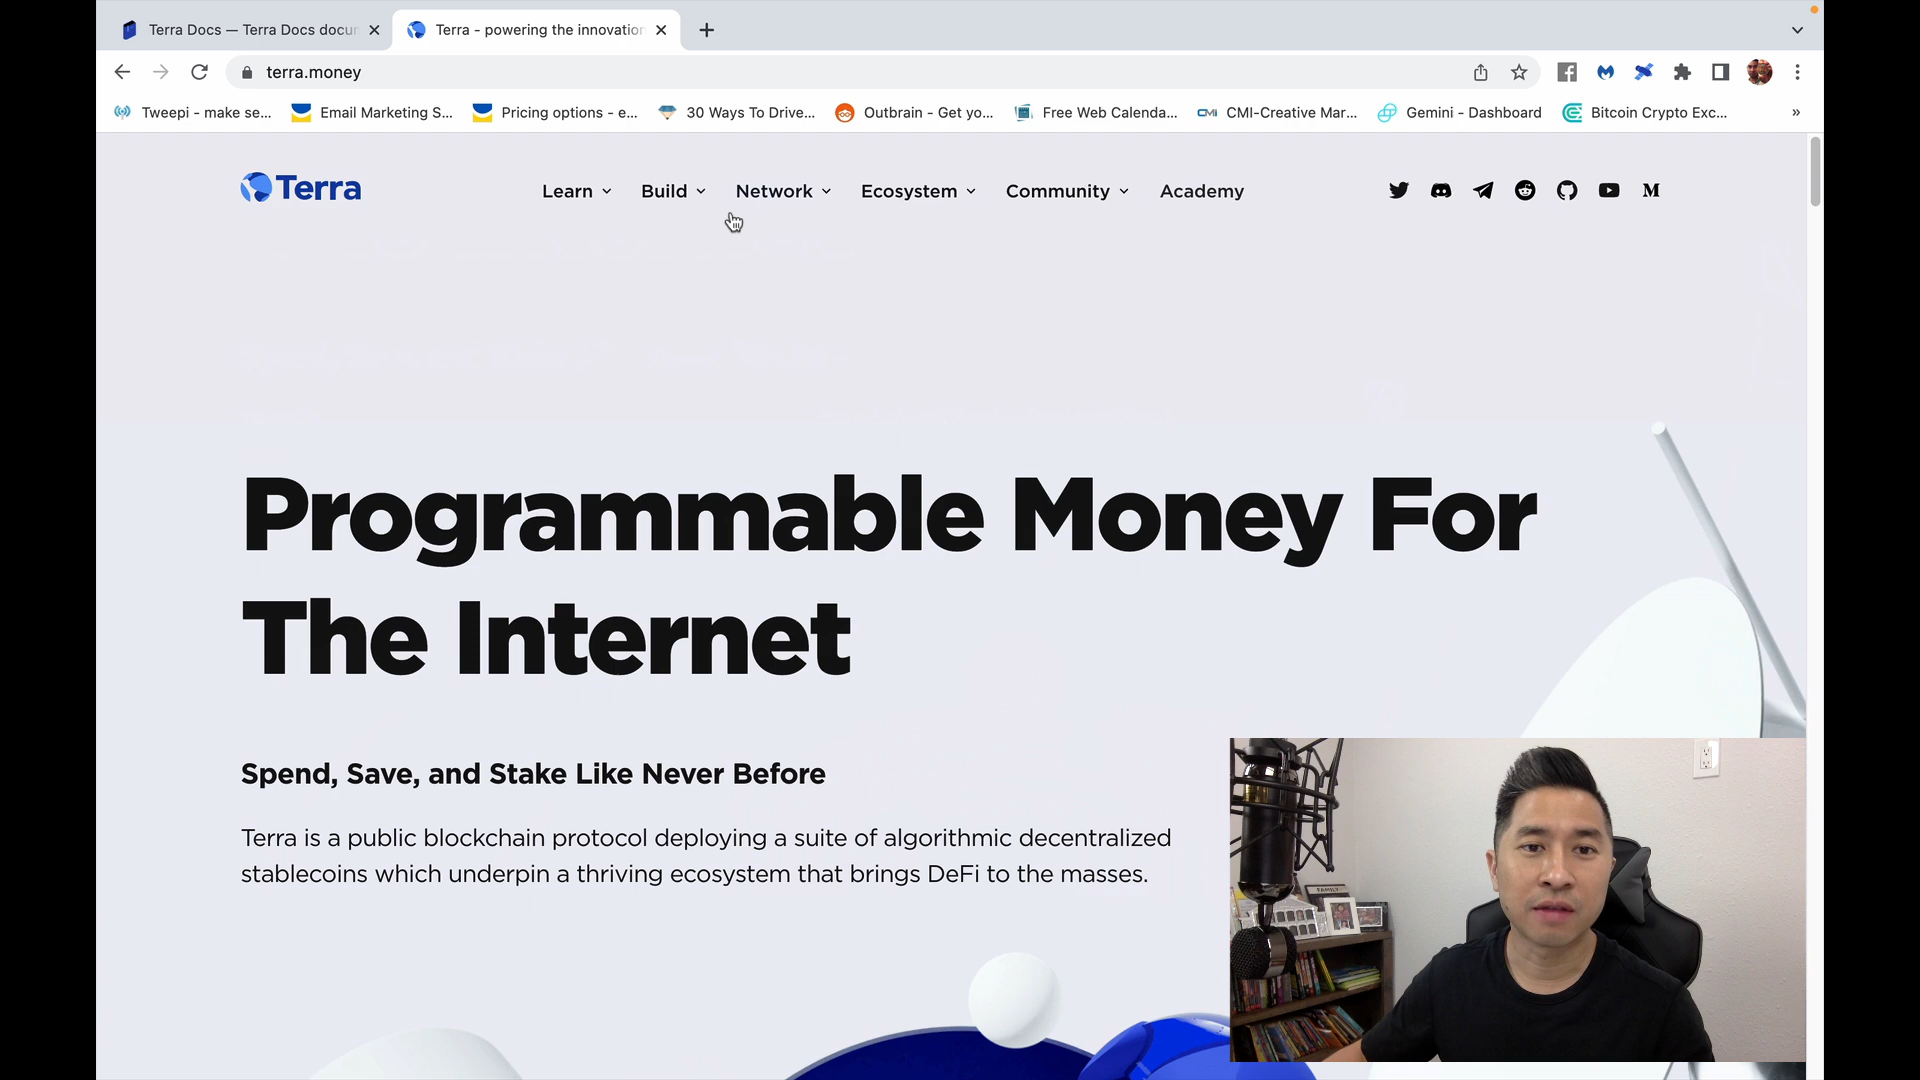 Terra Docs — Terra Docs docur
Terra - powering the innovation
terra.money
Tweepi - make se...
Email Marketing S...
Pricing options - e...
30 Ways To Drive...
Outbrain - Get yo...
Free Web Calenda...
CMI-Creative Mar...
Gemini - Dashboard
Bitcoin Crypto Exc...
»
Terra
Learn
Build
Network
Ecosystem
Community
Academy
Programmable Money For
The Internet
Spend, Save, and Stake Like Never Before
Terra is a public blockchain protocol deploying a suite of algorithmic decentralized
stablecoins which underpin a thriving ecosystem that brings DeFi to the masses.
FAMILY